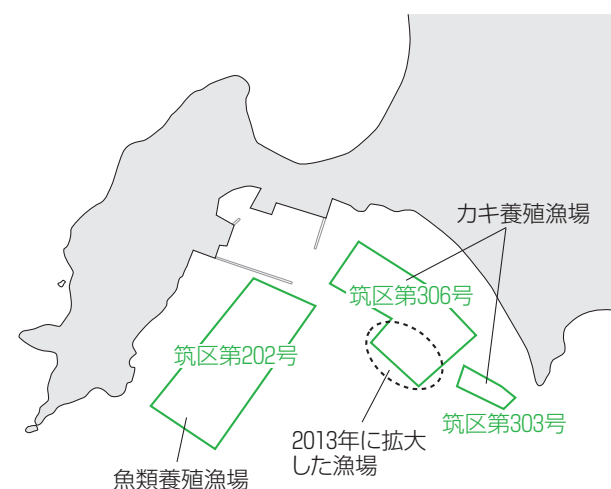 カキ養殖漁場
筑区第306号
筑区第202号
筑区第303号
2013年に拡大
した漁場
魚類養殖漁場